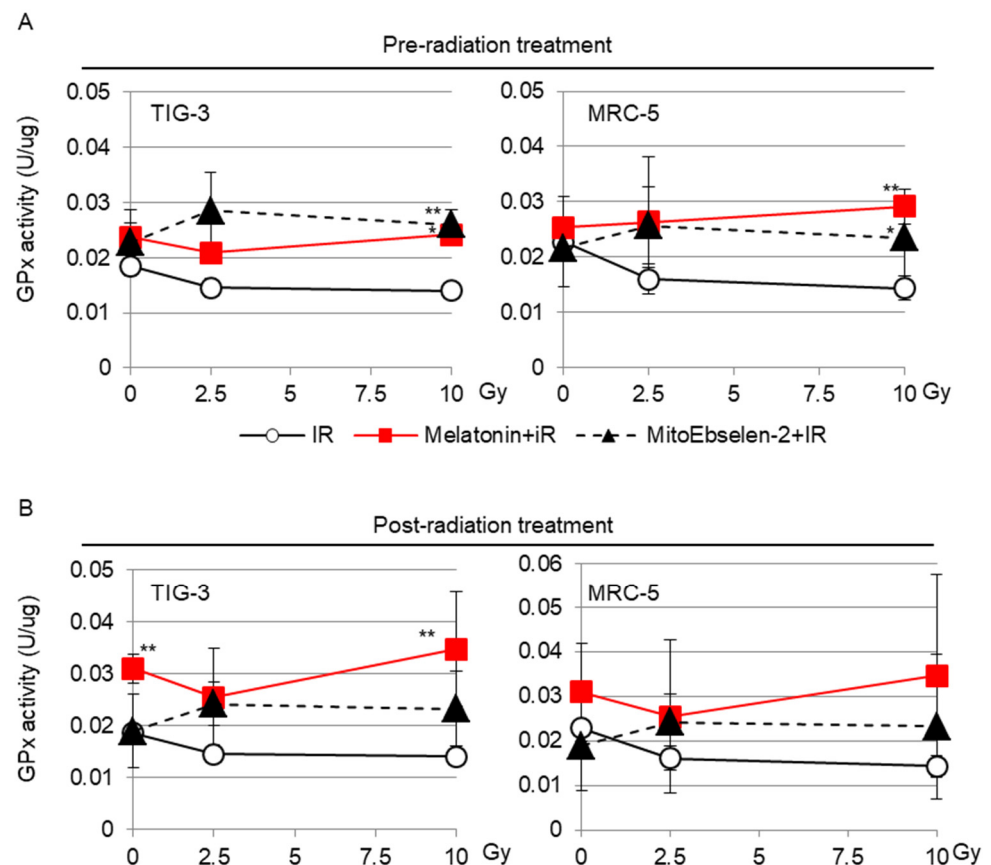 A
Pre-radiation treatment
GPx activity (U/ug)
0.05
0.04
0.03
0.02
0.01
0
TIG-3
**
*
0 2.5 5 7.5 10 Gy
0.05
0.04
0.03
0.02
0.01
0
MRC-5
**
*
0 2.5 5 7.5 10 Gy
IR Melatonin+iR MitoEbselen-2+IR
B
Post-radiation treatment
GPx activity (U/ug)
0.05
0.04
0.03
0.02
0.01
0
TIG-3
**
**
0 2.5 5 7.5 10 Gy
0.06
0.05
0.04
0.03
0.02
0.01
0
MRC-5
0 2.5 5 7.5 10 Gy